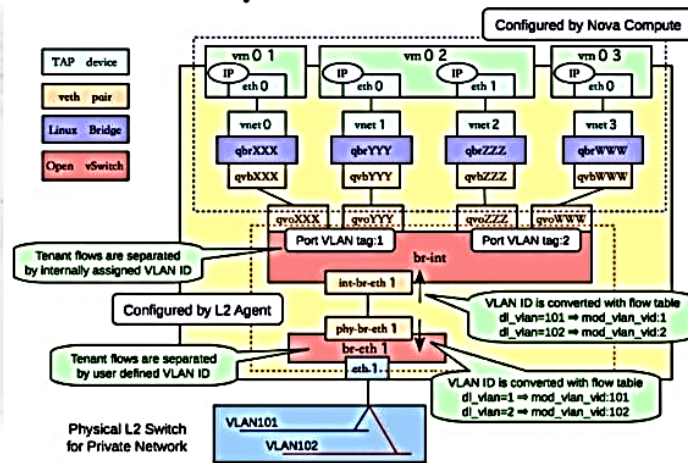 Configured by Nova Compute
TAP device
veth pair
Linux Bridge
Open vSwitch
vm 0 1
vm 0 2
vm 0 3
IP
IP
IP
IP
eth 0
eth 0
eth 1
eth 0
vnet 0
vnet 1
vnet 2
vnet 3
qbrXXX
qbrYYY
qbrZZZ
qbrWWW
qvbXXX
qvbYYY
qvbZZZ
qvbWWW
qvoXXX
qvoYYY
qvoZZZ
qvoWWW
Port VLAN tag:1
Port VLAN tag:2
br-int
Tenant flows are separated
by internally assigned VLAN ID
int-br-eth 1
Configured by L2 Agent
VLAN ID is converted with flow table
dl_vlan=101 ⇒ mod_vlan_vid:1
dl_vlan=102 ⇒ mod_vlan_vid:2
phy-br-eth 1
br-eth 1
Tenant flows are separated
by user defined VLAN ID
eth 1
VLAN ID is converted with flow table
dl_vlan=1 ⇒ mod_vlan_vid:101
dl_vlan=2 ⇒ mod_vlan_vid:102
Physical L2 Switch
for Private Network
VLAN101
VLAN102